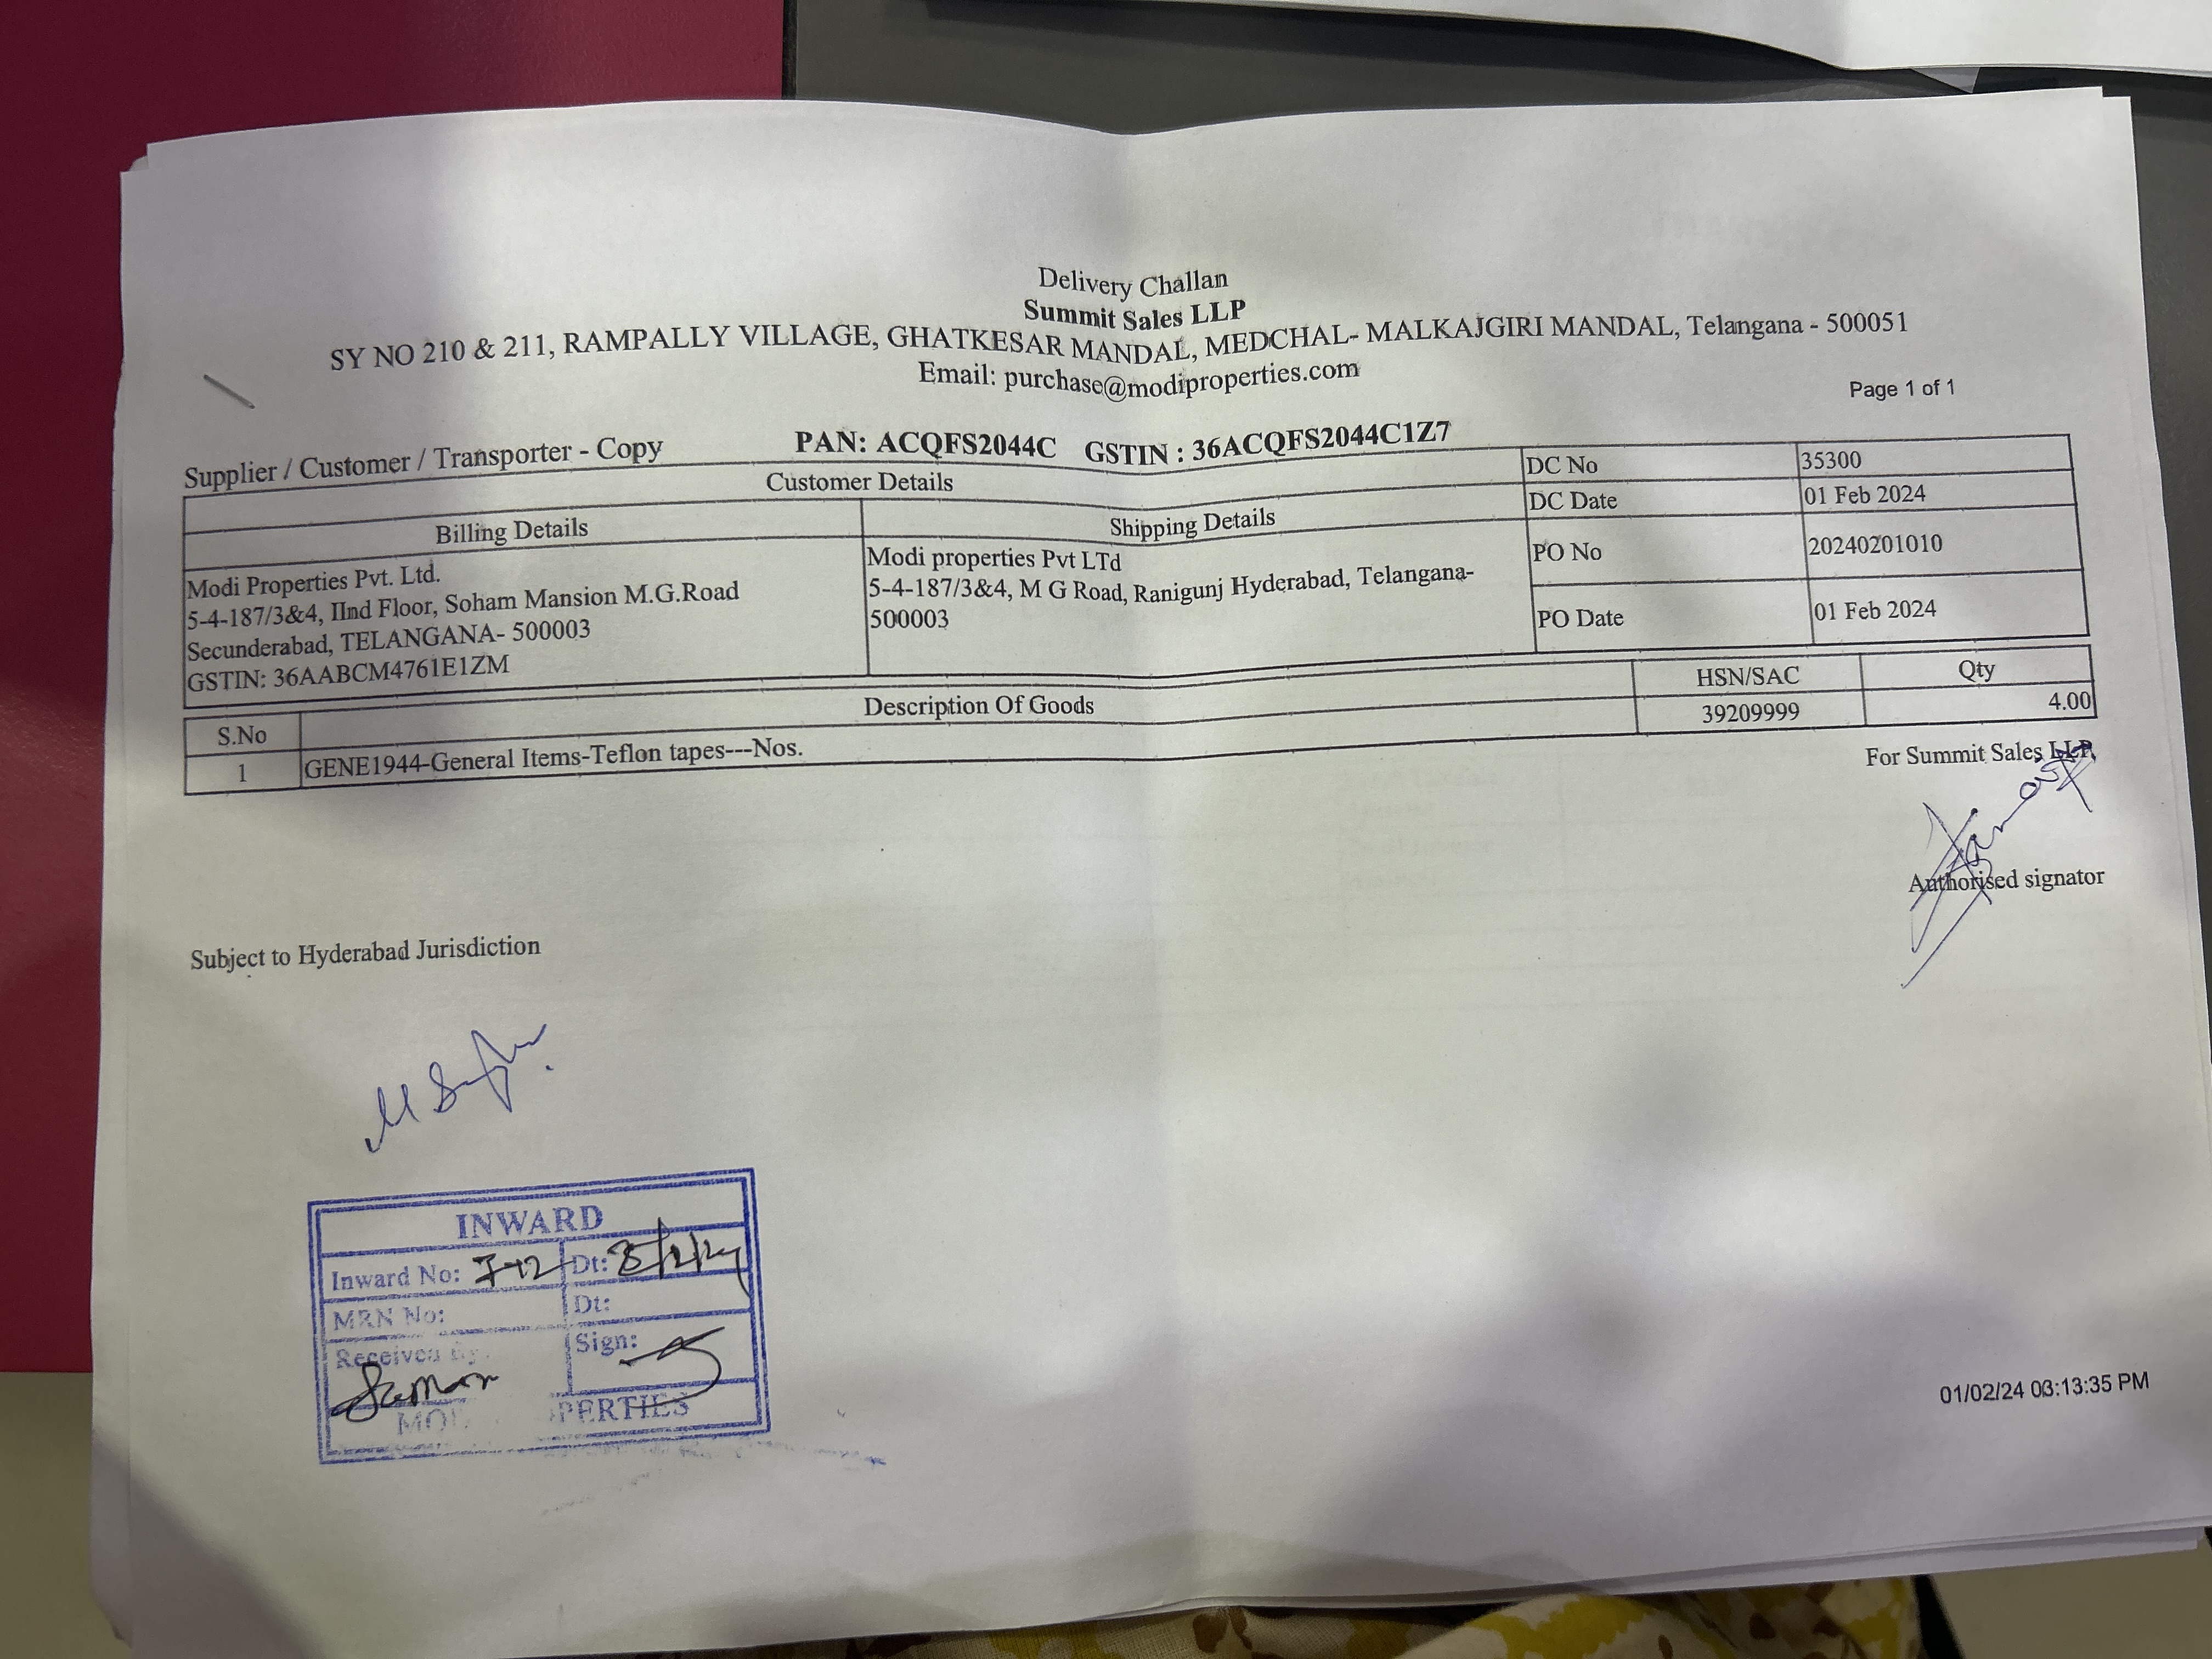 Delivery Challan
Summit Sales LLP
SY NO 210 & 211, RAMPALLY VILLAGE, GHATKESAR MANDAL, MEDCHAL- MALKAJGIRI MANDAL, Telangana - 500051
Email: purchase@modiproperties.com
Page 1 of 1
Supplier / Customer / Transporter - Copy PAN: ACQFS2044C GSTIN : 36ACQFS2044C1Z7
Customer Details
DC No 35300
DC Date 01 Feb 2024
PO No 20240201010
PO Date 01 Feb 2024
Billing Details
Modi Properties Pvt. Ltd.
5-4-187/3&4, IInd Floor, Soham Mansion M.G.Road
Secunderabad, TELANGANA- 500003
GSTIN: 36AABCM4761E1ZM
Shipping Details
Modi properties Pvt LTd
5-4-187/3&4, M G Road, Ranigunj Hyderabad, Telangana-
500003
S.No Description Of Goods HSN/SAC Qty
1 GENE1944-General Items-Teflon tapes---Nos. 39209999 4.00
For Summit Sales LLP,
Authorised signator
Subject to Hyderabad Jurisdiction
INWARD
Inward No: Dt:
MRN No: Dt:
Received By: Sign:
PERTIES
01/02/24 03:13:35 PM